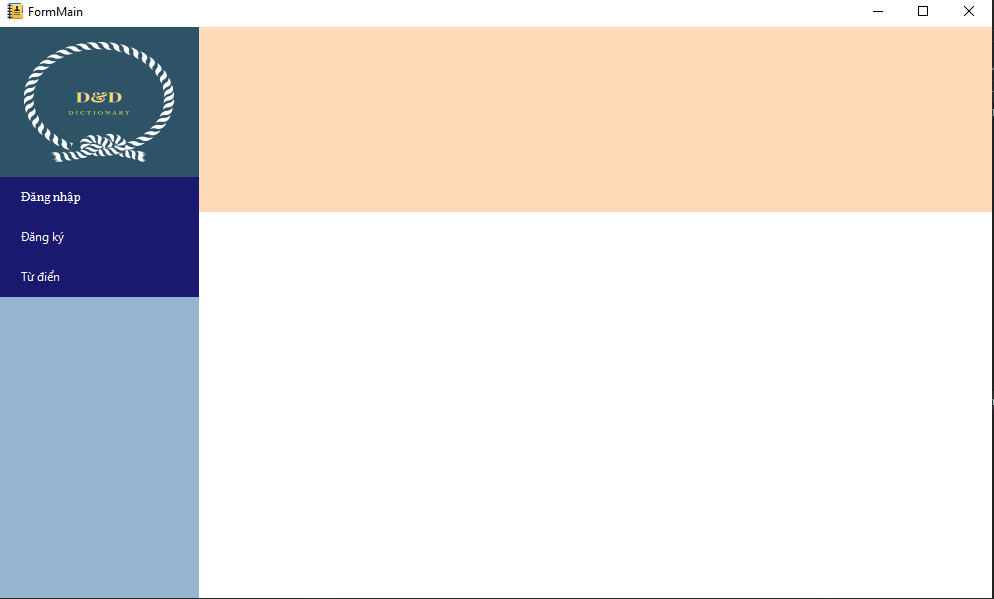 FormMain
D&D
DICTIONARY
Đăng nhập
Đăng ký
Từ điển